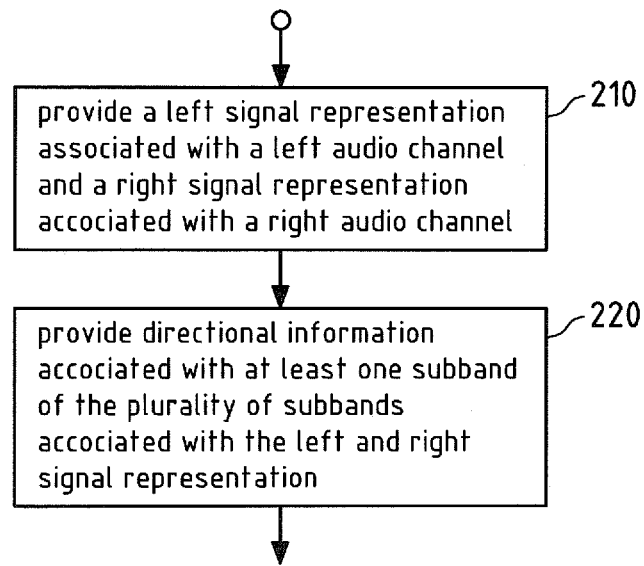 provide a left signal representation
associated with a left audio channel
and a right signal representation
accociated with a right audio channel
210
provide directional information
accociated with at least one subband
of the plurality of subbands
accociated with the left and right
signal representation
220